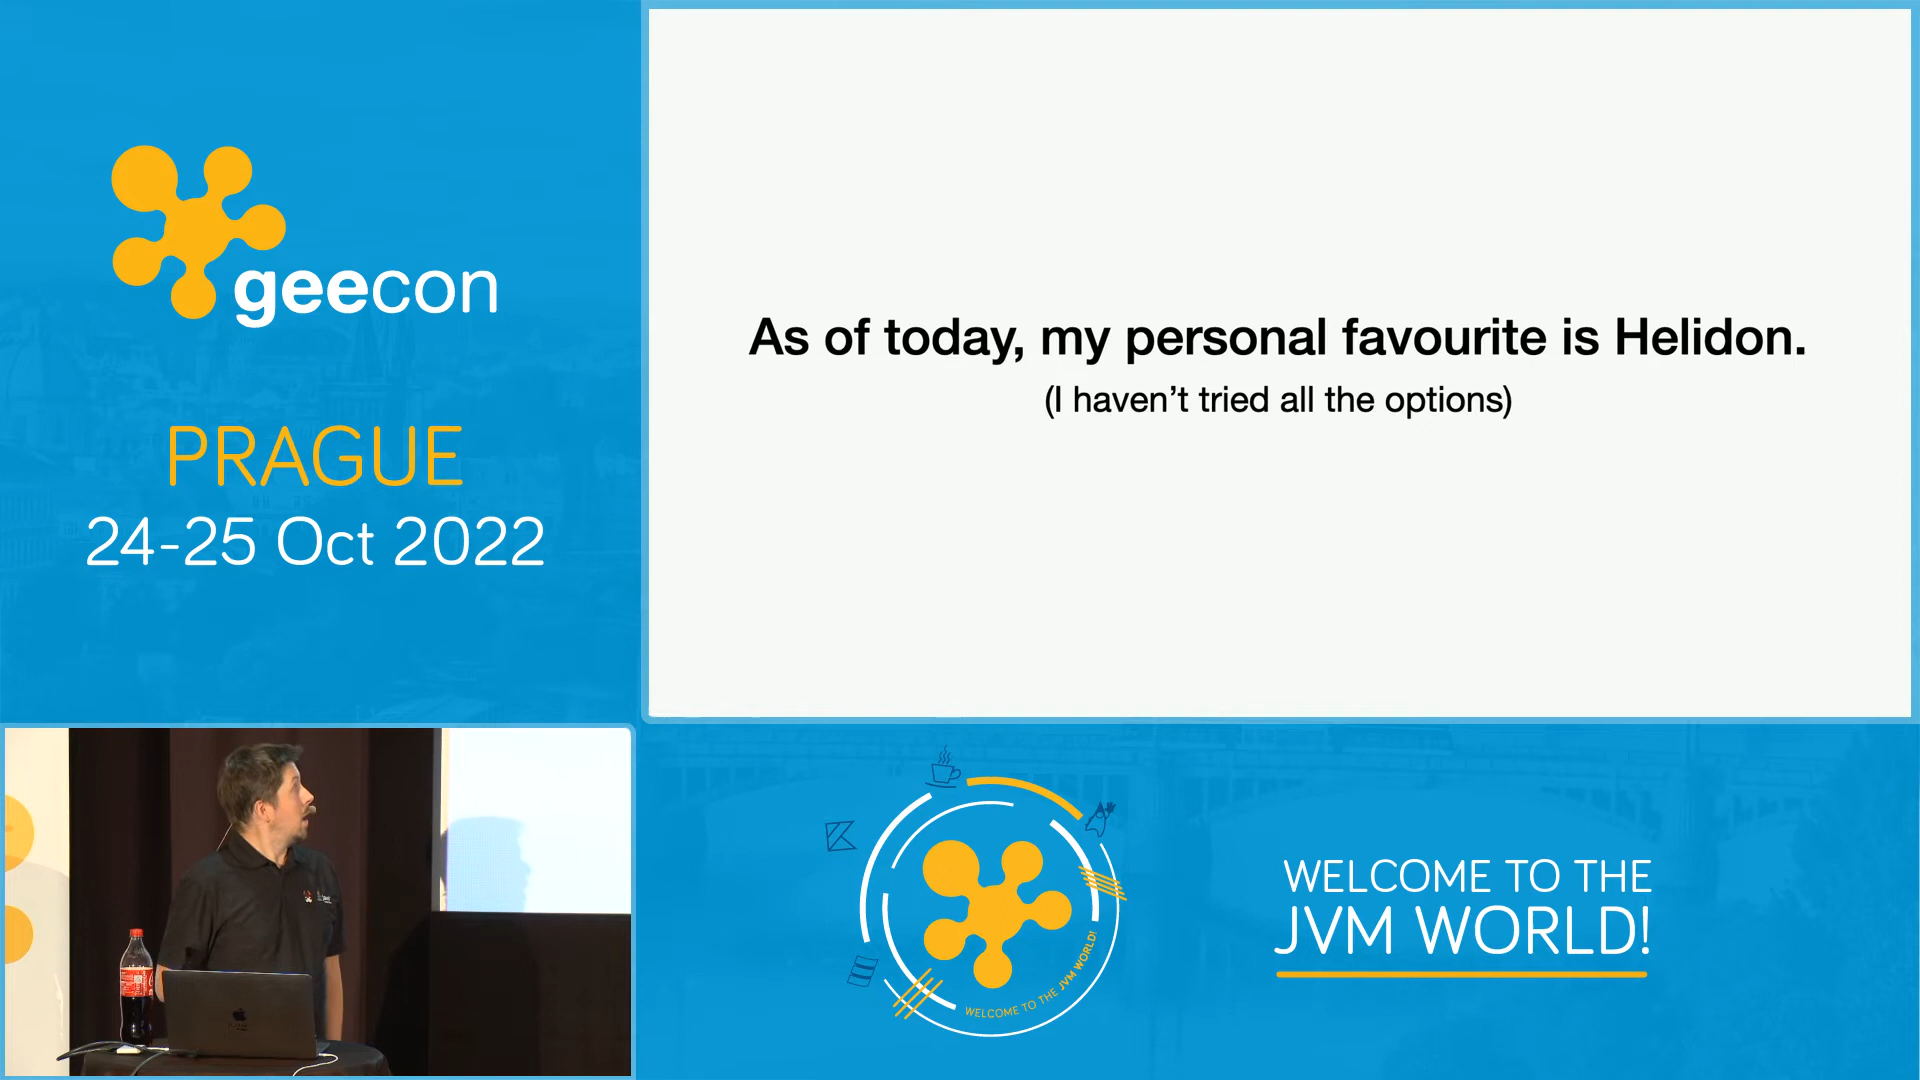 geecon
PRAGUE
24-25 Oct 2022
As of today, my personal favourite is Helidon.
(I haven't tried all the options)
WELCOME TO THE JVM WORLD!
WELCOME TO THE
JVM WORLD!